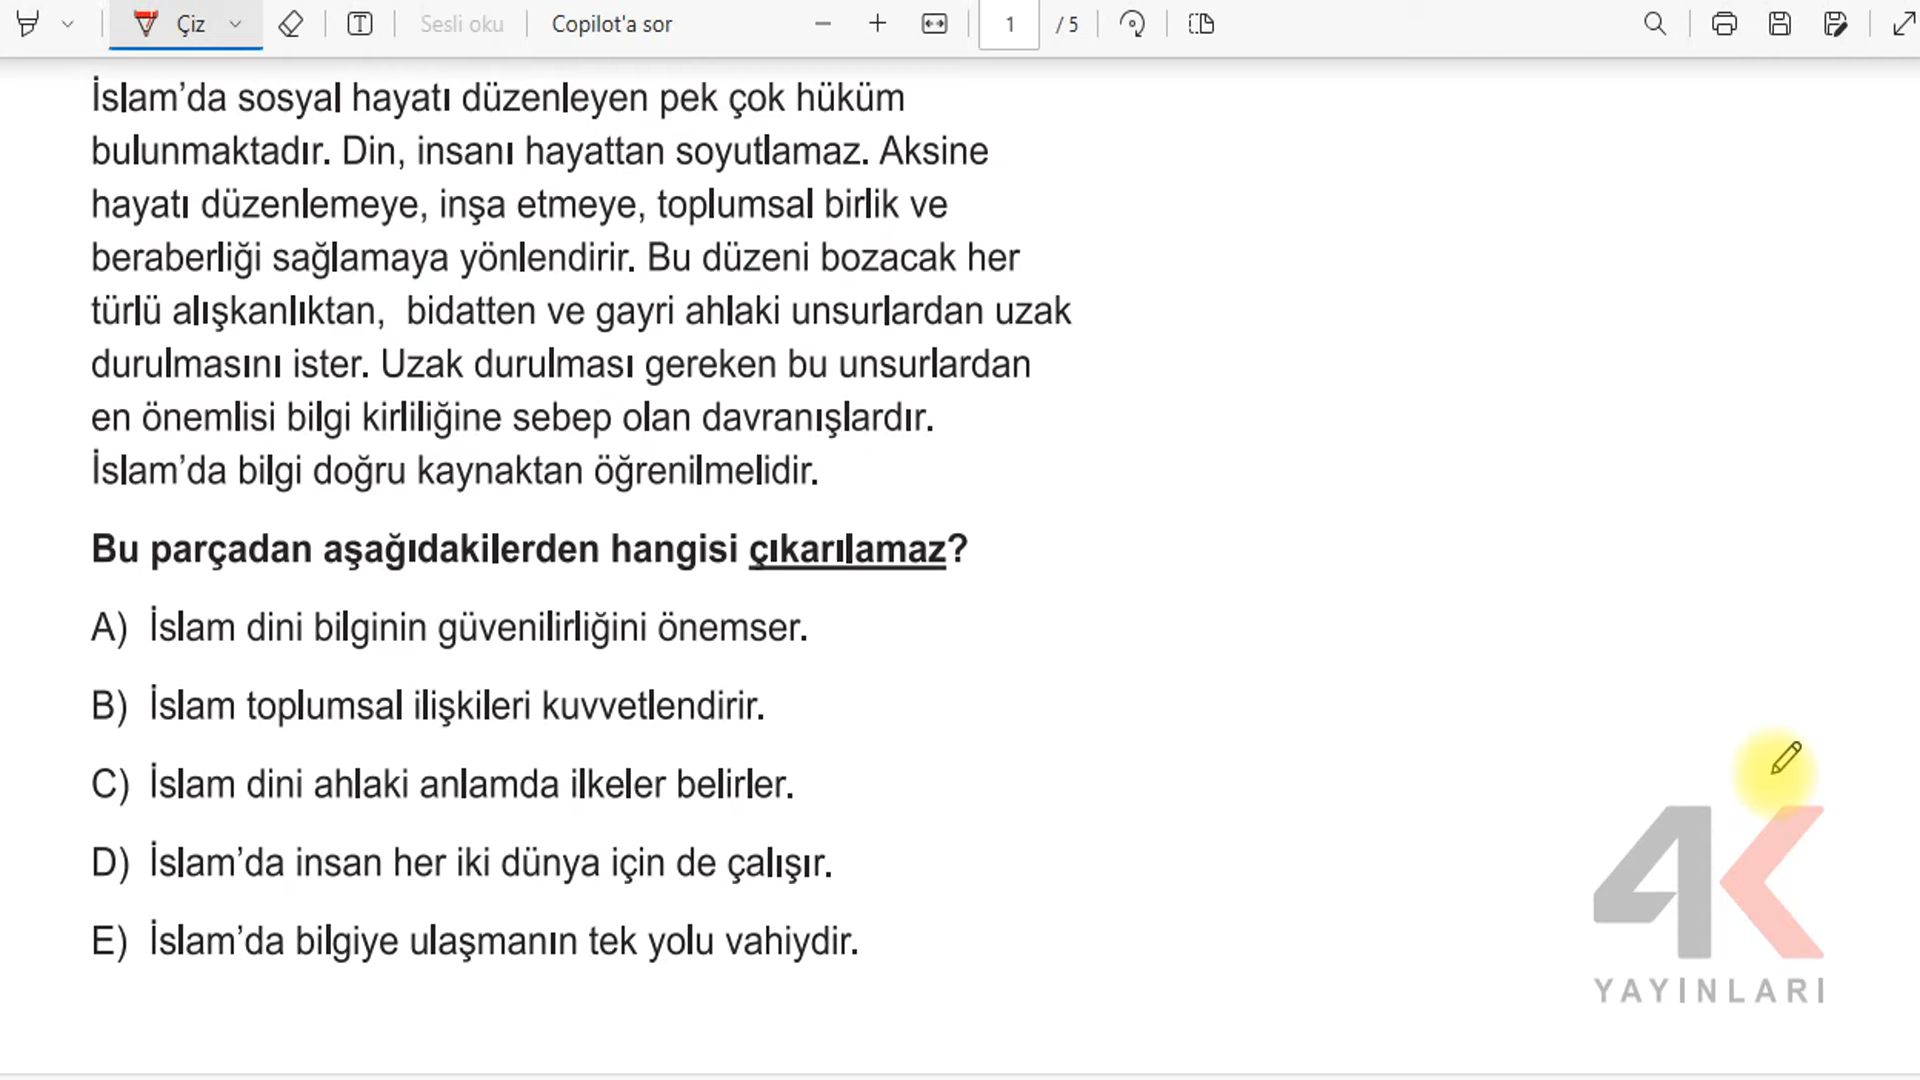 Çiz
Sesli oku
Copilot'a sor
1 / 5
İslam’da sosyal hayatı düzenleyen pek çok hüküm
bulunmaktadır. Din, insanı hayattan soyutlamaz. Aksine
hayatı düzenlemeye, inşa etmeye, toplumsal birlik ve
beraberliği sağlamaya yönlendirir. Bu düzeni bozacak her
türlü alışkanlıktan, bidatten ve gayri ahlaki unsurlardan uzak
durulmasını ister. Uzak durulması gereken bu unsurlardan
en önemlisi bilgi kirliliğine sebep olan davranışlardır.
İslam’da bilgi doğru kaynaktan öğrenilmelidir.
Bu parçadan aşağıdakilerden hangisi çıkarılamaz?
A) İslam dini bilginin güvenilirliğini önemser.
B) İslam toplumsal ilişkileri kuvvetlendirir.
C) İslam dini ahlaki anlamda ilkeler belirler.
D) İslam’da insan her iki dünya için de çalışır.
E) İslam’da bilgiye ulaşmanın tek yolu vahiydir.
4K
YAYINLARI